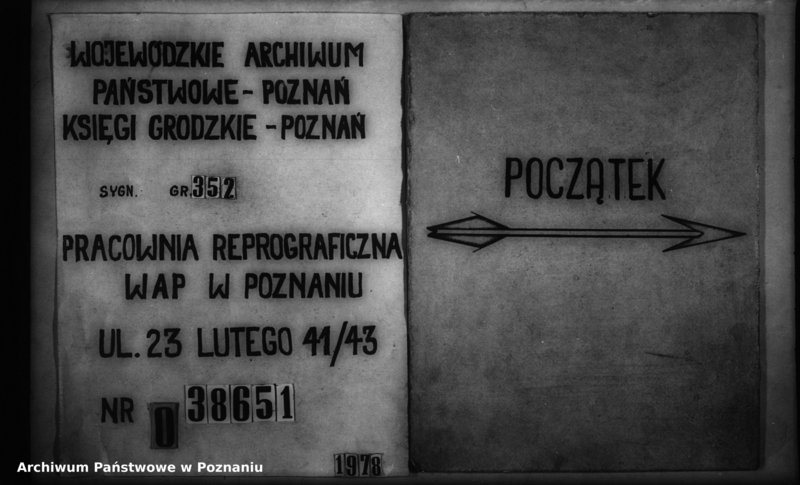 WOJEWÓDZKIE ARCHIWUM
PAŃSTWOWE - POZNAŃ
KSIĘGI GRODZKIE - POZNAŃ
SYGN. GR. 352
PRACOWNIA REPROGRAFICZNA
WAP W POZNANIU
UL. 23 LUTEGO 41/43
NR 0 38651
1978
POCZĄTEK
Archiwum Państwowe w Poznaniu